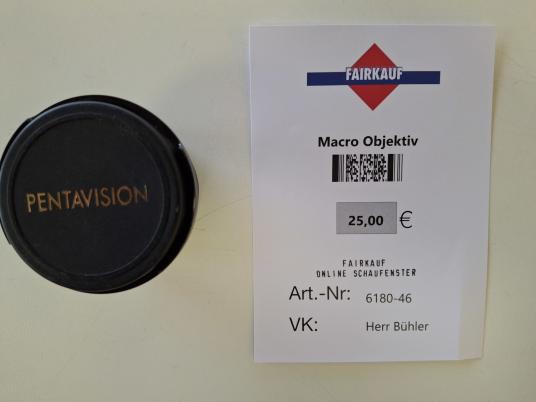 PENTAVISION
FAIRKAUF
Macro Objektiv
25,00 €
FAIRKAUF
ONLINE SCHAUFENSTER
Art.-Nr: 6180-46
VK: Herr Bühler